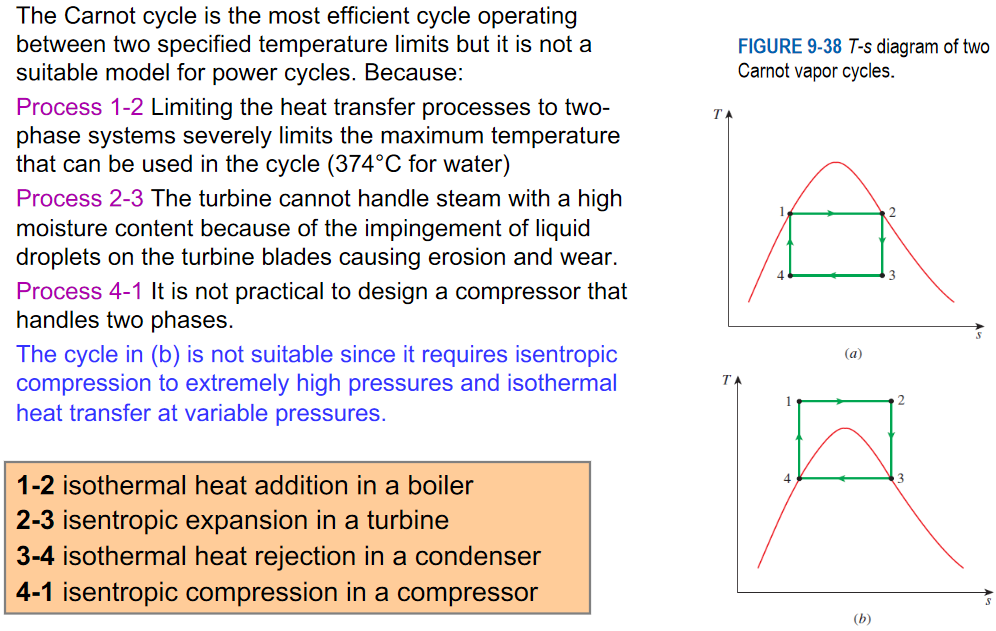 The Carnot cycle is the most efficient cycle operating
between two specified temperature limits but it is not a
suitable model for power cycles. Because:
Process 1-2 Limiting the heat transfer processes to two-
phase systems severely limits the maximum temperature
that can be used in the cycle (374°C for water)
Process 2-3 The turbine cannot handle steam with a high
moisture content because of the impingement of liquid
droplets on the turbine blades causing erosion and wear.
Process 4-1 It is not practical to design a compressor that
handles two phases.
The cycle in (b) is not suitable since it requires isentropic
compression to extremely high pressures and isothermal
heat transfer at variable pressures.
1-2 isothermal heat addition in a boiler
2-3 isentropic expansion in a turbine
3-4 isothermal heat rejection in a condenser
4-1 isentropic compression in a compressor
FIGURE 9-38 T-s diagram of two
Carnot vapor cycles.
T
1
2
4
3
s
(a)
T
1
2
4
3
s
(b)